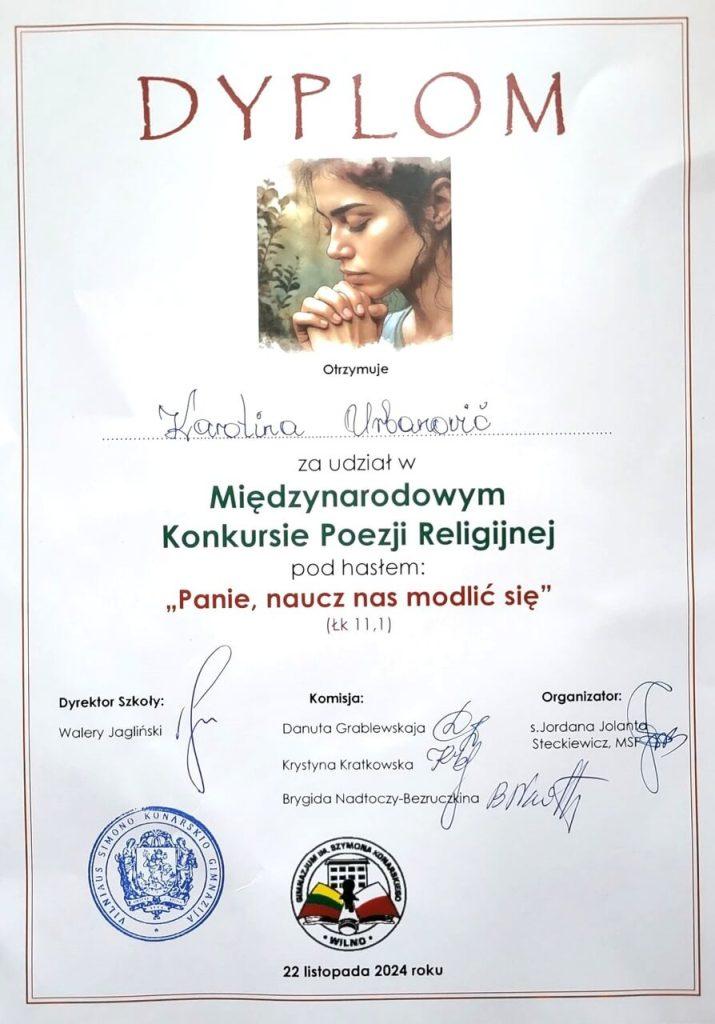 DYPLOM
Otrzymuje
Karolina Urbanovič
za udział w
Międzynarodowym
Konkursie Poezji Religijnej
pod hasłem:
„Panie, naucz nas modlić się”
(Łk 11,1)
Dyrektor Szkoły:
Walery Jagliński
Komisja:
Danuta Grablewskaja
Krystyna Kratkowska
Brygida Nadtoczy-Bezruczkina
Organizator:
s.Jordana Jolanta
Steckiewicz, MSF
VILNIAUS SIMONO KONARSKIO GIMNAZIJA
GIMNAZJUM IM. SZYMONA KONARSKIEGO
• WILNO •
22 listopada 2024 roku